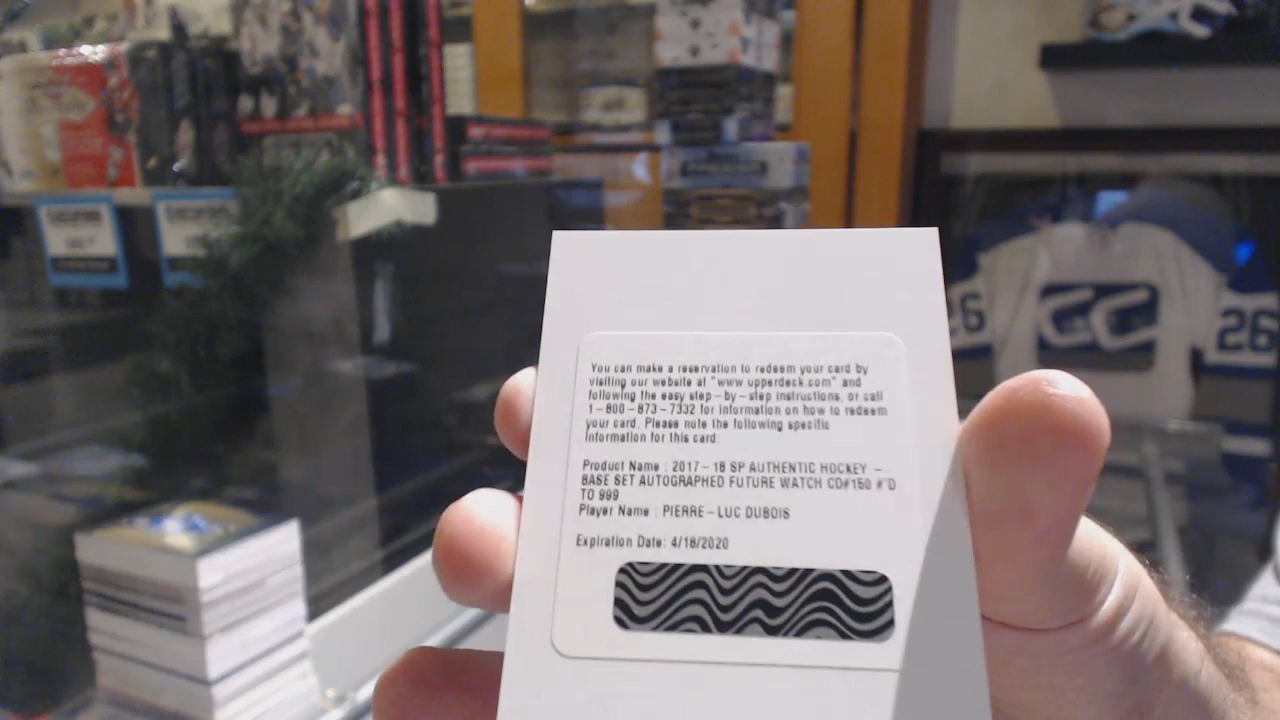 You can make a reservation to redeem your card by
visiting our website at "www upperdeck.com" and
following the easy step-by-step instructions, or call
1-800-873-7332 for information on how to redeem
your card. Please note the following specific
information for this card:
Product Name : 2017-18 SP AUTHENTIC HOCKEY -
BASE SET AUTOGRAPHED FUTURE WATCH CD#150 #'D
TO 999
Player Name : PIERRE-LUC DUBOIS
Expiration Date: 4/18/2020
26
26